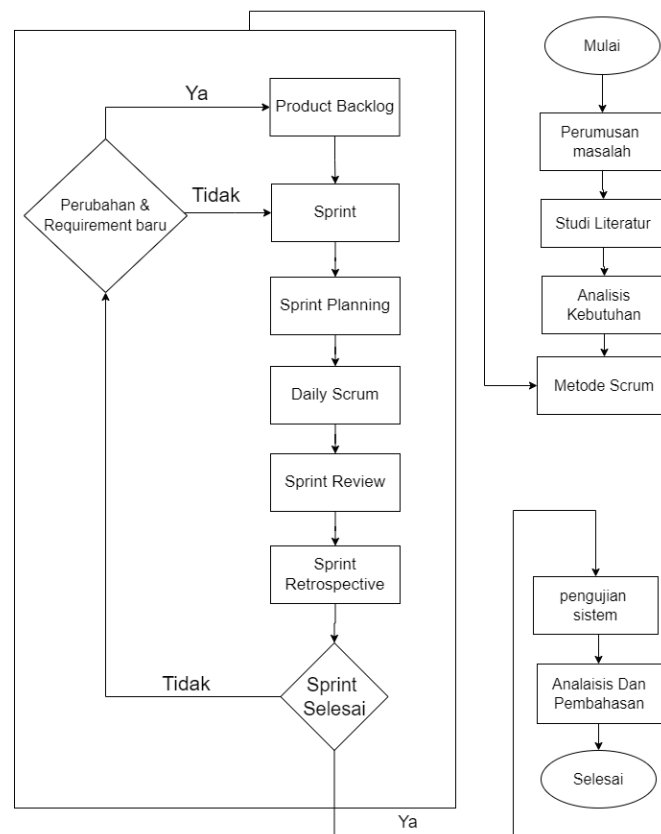 Mulai
Perumusan
masalah
Studi Literatur
Analisis
Kebutuhan
Metode Scrum
Ya
Product Backlog
Perubahan &
Requirement baru
Tidak
Sprint
Sprint Planning
Daily Scrum
Sprint Review
Sprint
Retrospective
Sprint
Selesai
Tidak
Ya
pengujian
sistem
Analaisis Dan
Pembahasan
Selesai